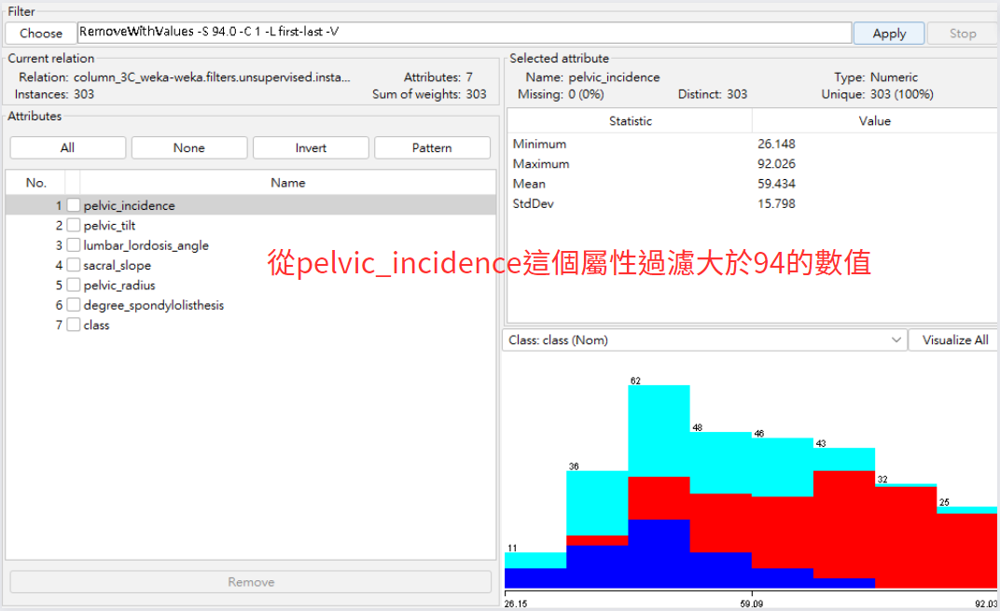 Filter
Choose RemoveWithValues -S 94.0 -C 1 -L first-last -V Apply Stop
Current relation
Relation: column_3C_weka-weka.filters.unsupervised.insta... Attributes: 7
Instances: 303 Sum of weights: 303
Attributes
All None Invert Pattern
No. Name
1 pelvic_incidence
2 pelvic_tilt
3 lumbar_lordosis_angle
4 sacral_slope
5 pelvic_radius
6 degree_spondylolisthesis
7 class
Remove
Selected attribute
Name: pelvic_incidence Type: Numeric
Missing: 0 (0%) Distinct: 303 Unique: 303 (100%)
Statistic Value
Minimum 26.148
Maximum 92.026
Mean 59.434
StdDev 15.798
從pelvic_incidence這個屬性過濾大於94的數值
Class: class (Nom) Visualize All
11 36 62 48 46 43 32 25
26.15 59.09 92.03